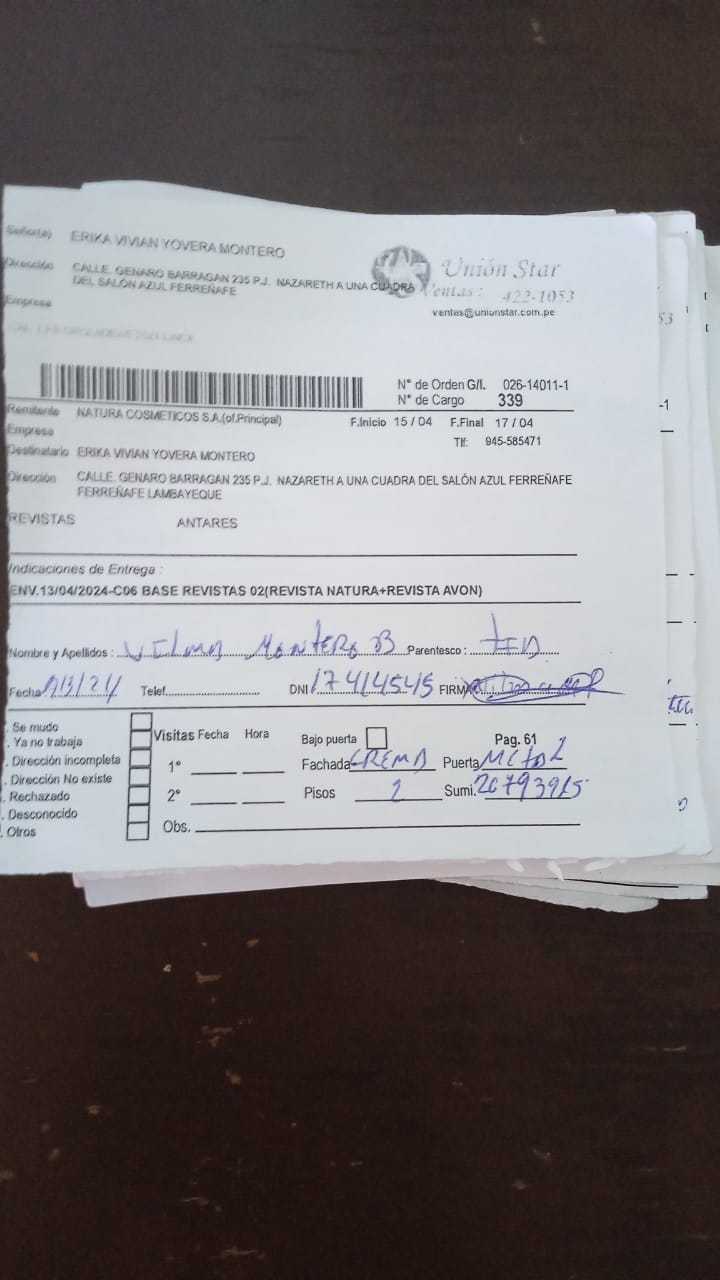 Señor(a) ERIKA VIVIAN YOVERA MONTERO
Dirección CALLE. GENARO BARRAGAN 235 P.J. NAZARETH A UNA CUADRA
DEL SALÓN AZUL FERREÑAFE
Empresa
Unión Star
Ventas: 422-1053
ventas@unionstar.com.pe
N° de Orden G/I. 026-14011-1
N° de Cargo 339
Remitente NATURA COSMETICOS S.A.(of.Principal)
F.Inicio 15 / 04 F.Final 17 / 04
Empresa
Tlf: 945-585471
Destinatario ERIKA VIVIAN YOVERA MONTERO
Dirección CALLE. GENARO BARRAGAN 235 P.J. NAZARETH A UNA CUADRA DEL SALÓN AZUL FERREÑAFE
FERREÑAFE LAMBAYEQUE
REVISTAS ANTARES
Indicaciones de Entrega :
ENV.13/04/2024-C06 BASE REVISTAS 02(REVISTA NATURA+REVISTA AVON)
Nombre y Apellidos : VILMA MONTERO Parentesco : TIA
Fecha Telef. DNI 17414545 FIRMA
. Se mudo
. Ya no trabaja
. Dirección incompleta
. Dirección No existe
. Rechazado
. Desconocido
. Otros
Visitas Fecha Hora Bajo puerta Pag. 61
1° Fachada CREMA Puerta METAL
2° Pisos Sumi. 26793915
Obs.
53
-1